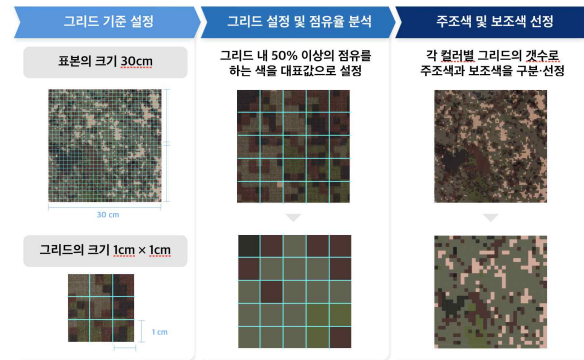 그리드 기준 설정
그리드 설정 및 점유율 분석
주조색 및 보조색 선정
표본의 크기 30cm
30 cm
그리드의 크기 1cm × 1cm
1 cm
그리드 내 50% 이상의 점유를
하는 색을 대표값으로 설정
각 컬러별 그리드의 갯수로
주조색과 보조색을 구분·선정